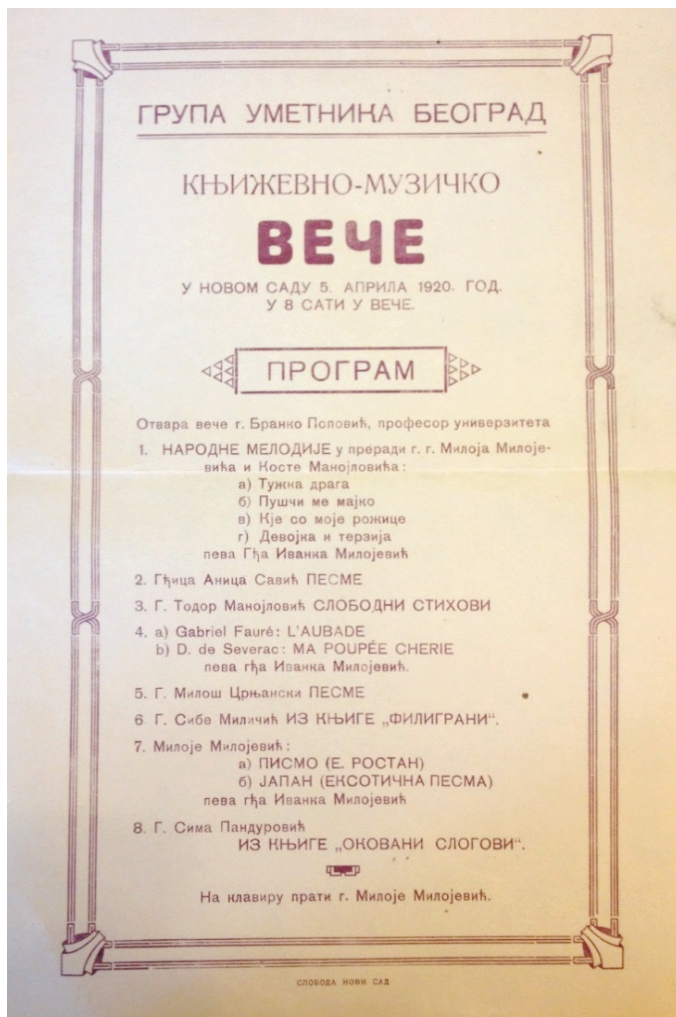 ГРУПА УМЕТНИКА БЕОГРАД
КЊИЖЕВНО-МУЗИЧКО
ВЕЧЕ
У НОВОМ САДУ 5. АПРИЛА 1920. ГОД.
У 8 САТИ У ВЕЧЕ.
ПРОГРАМ
Отвара вече г. Бранко Поповић, професор универзитета
1. НАРОДНЕ МЕЛОДИЈЕ у преради г. г. Милоја Милоје-
вића и Косте Манојловића:
а) Тужна драга
б) Пушчи ме мајко
в) Кје со моје рожице
г) Девојка и терзија
пева Гђа Иванка Милојевић
2. Гђица Аница Савић ПЕСМЕ
3. Г. Тодор Манојловић СЛОБОДНИ СТИХОВИ
4. a) Gabriel Fauré: L'AUBADE
b) D. de Severac: MA POUPÉE CHERIE
пева гђа Иванка Милојевић.
5. Г. Милош Црњански ПЕСМЕ
6 Г. Сибе Миличић ИЗ КЊИГЕ „ФИЛИГРАНИ“.
7. Милоје Милојевић:
а) ПИСМО (Е. РОСТАН)
б) ЈАПАН (ЕКСОТИЧНА ПЕСМА)
пева гђа Иванка Милојевић
8. Г. Сима Пандуровић
ИЗ КЊИГЕ „ОКОВАНИ СЛОГОВИ“.
На клавиру прати г. Милоје Милојевић.
СЛОБОДА НОВИ САД